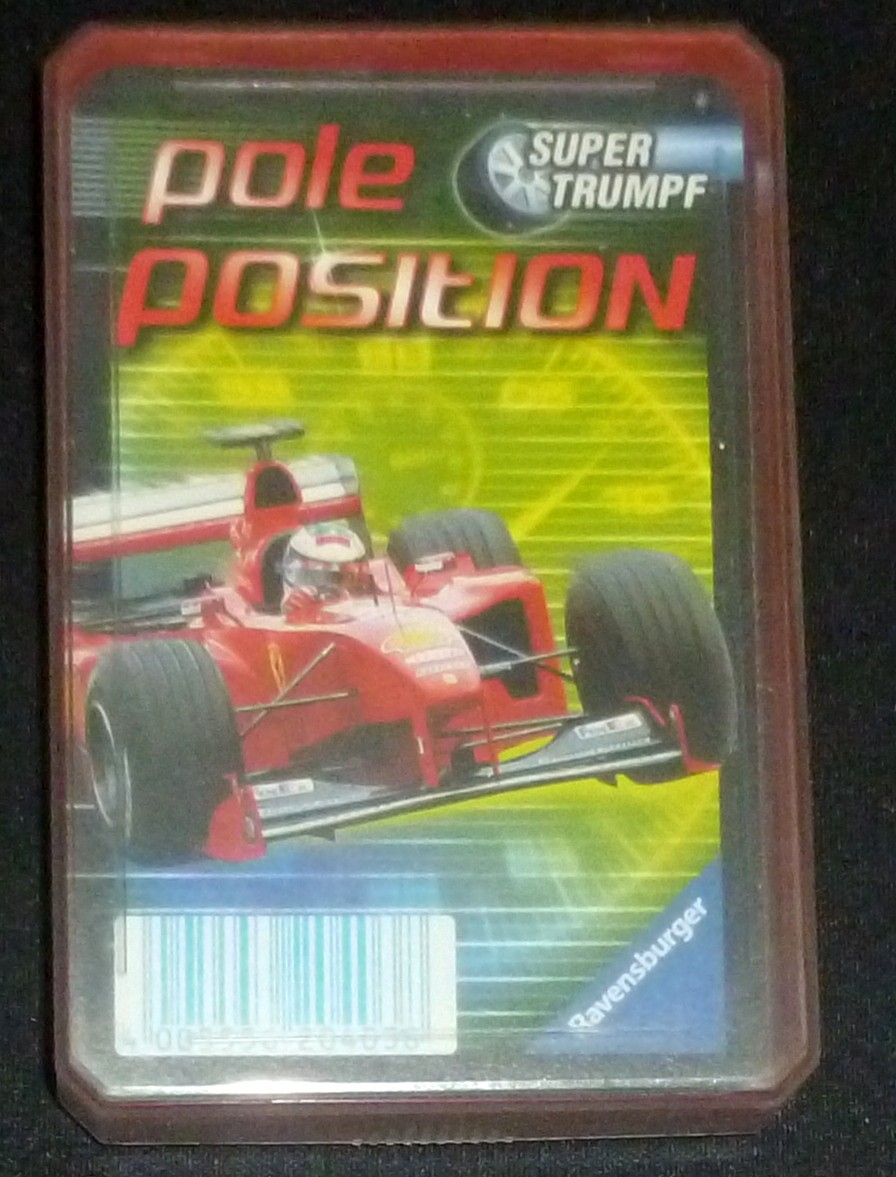 pole
POSITION
SUPER
TRUMPF
Ravensburger